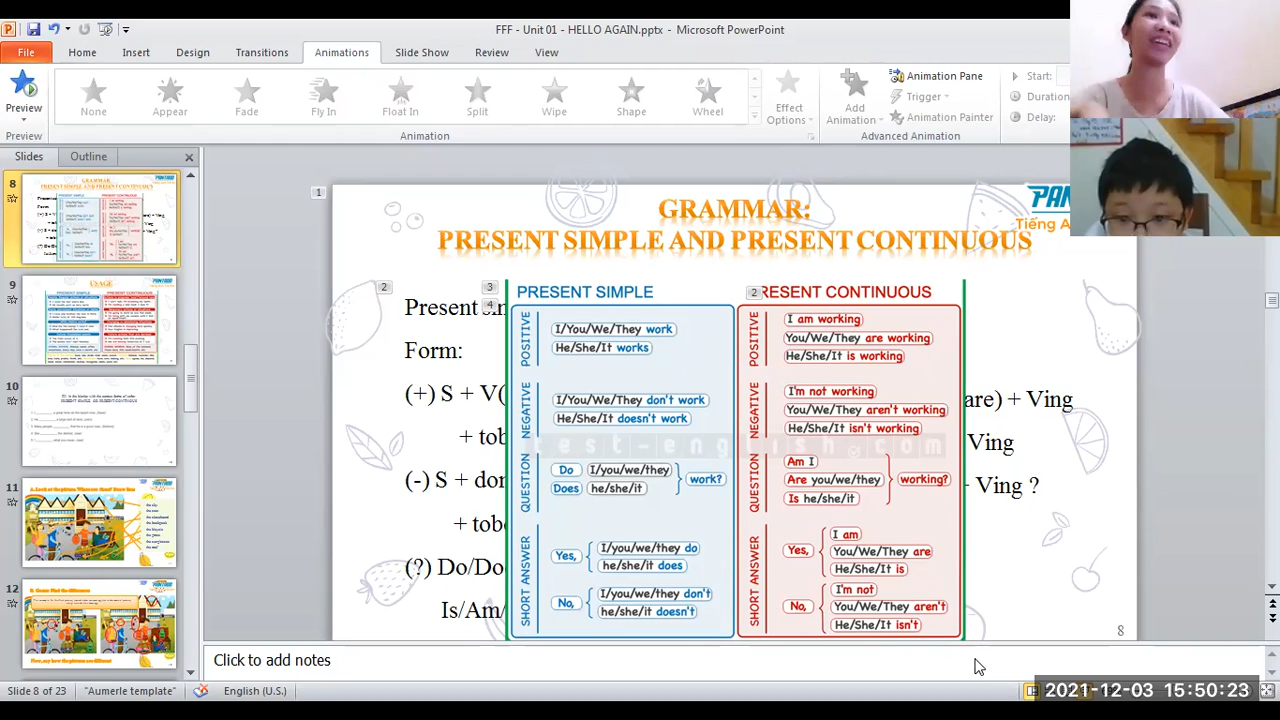 FFF - Unit 01 - HELLO AGAIN.pptx - Microsoft PowerPoint
File Home Insert Design Transitions Animations Slide Show Review View
Preview
None Appear Fade Fly In Float In Split Wipe Shape Wheel
Effect Options
Add Animation
Animation Pane
Trigger
Animation Painter
Start:
Duration
Delay:
Preview Animation Advanced Animation
Slides Outline
8
GRAMMAR:
PRESENT SIMPLE AND PRESENT CONTINUOUS
9
USAGE
10
11
12
1
GRAMMAR:
PRESENT SIMPLE AND PRESENT CONTINUOUS
PAN
Tiếng A
2
Present
Form:
(+) S + V(
+ tob
(-) S + do
+ tob
(?) Do/Do
Is/Am/
are) + Ving
Ving
- Ving ?
PRESENT SIMPLE
POSITIVE
I/You/We/They work
He/She/It works
NEGATIVE
I/You/We/They don't work
He/She/It doesn't work
QUESTION
Do I/you/we/they
Does he/she/it
work?
SHORT ANSWER
Yes,
I/you/we/they do
he/she/it does
No,
I/you/we/they don't
he/she/it doesn't
2
RESENT CONTINUOUS
POSITIVE
I am working
You/We/They are working
He/She/It is working
NEGATIVE
I'm not working
You/We/They aren't working
He/She/It isn't working
QUESTION
Am I
Are you/we/they
Is he/she/it
working?
SHORT ANSWER
Yes,
I am
You/We/They are
He/She/It is
No,
I'm not
You/We/They aren't
He/She/It isn't
8
Click to add notes
Slide 8 of 23 "Aumerle template" English (U.S.)
2021-12-03 15:50:23